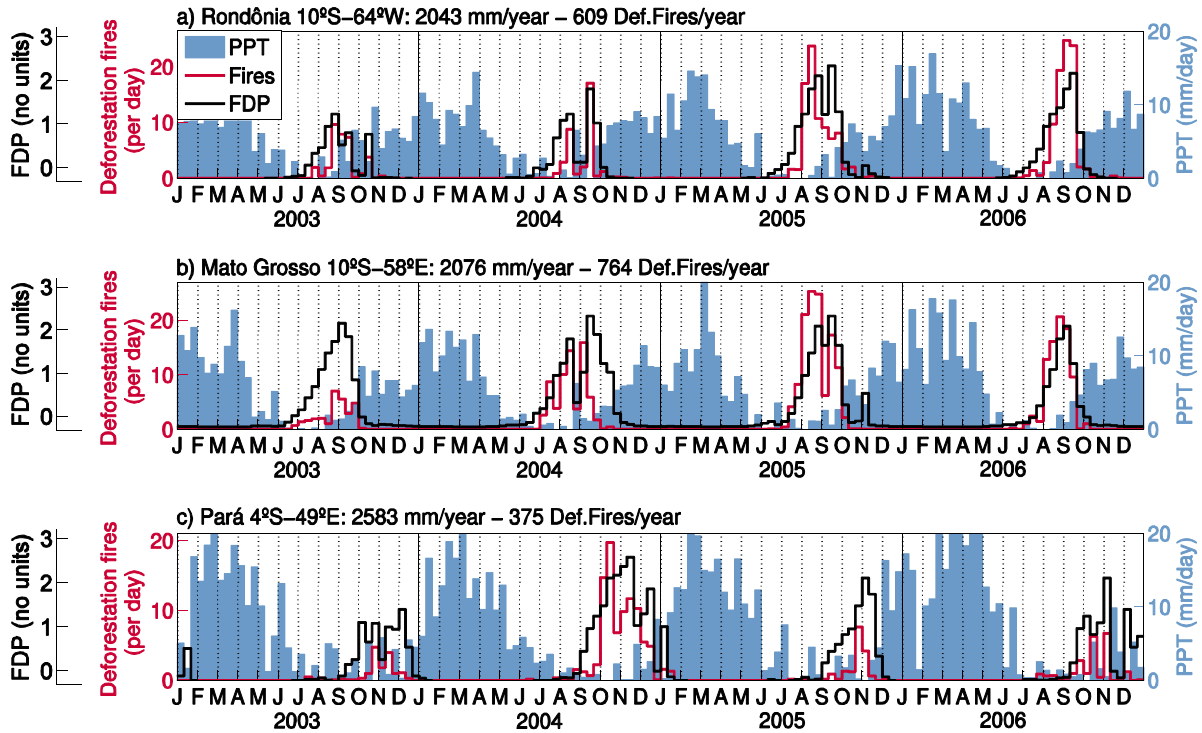 a) Rondônia 10ºS−64ºW: 2043 mm/year − 609 Def.Fires/year
FDP (no units)
3
2
1
0
Deforestation fires
(per day)
20
10
0
PPT
Fires
FDP
PPT (mm/day)
20
10
0
J F M A M J J A S O N D J F M A M J J A S O N D J F M A M J J A S O N D J F M A M J J A S O N D
2003 2004 2005 2006
b) Mato Grosso 10ºS−58ºE: 2076 mm/year − 764 Def.Fires/year
FDP (no units)
3
2
1
0
Deforestation fires
(per day)
20
10
0
PPT (mm/day)
20
10
0
J F M A M J J A S O N D J F M A M J J A S O N D J F M A M J J A S O N D J F M A M J J A S O N D
2003 2004 2005 2006
c) Pará 4ºS−49ºE: 2583 mm/year − 375 Def.Fires/year
FDP (no units)
3
2
1
0
Deforestation fires
(per day)
20
10
0
PPT (mm/day)
20
10
0
J F M A M J J A S O N D J F M A M J J A S O N D J F M A M J J A S O N D J F M A M J J A S O N D
2003 2004 2005 2006